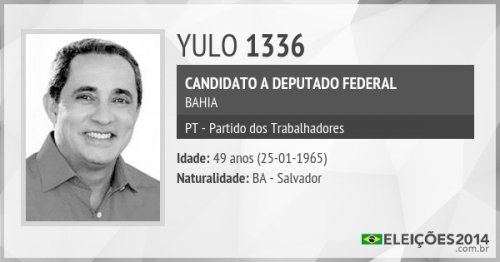 YULO 1336
CANDIDATO A DEPUTADO FEDERAL
BAHIA
PT - Partido dos Trabalhadores
Idade: 49 anos (25-01-1965)
Naturalidade: BA - Salvador
ELEIÇÕES2014
.com.br